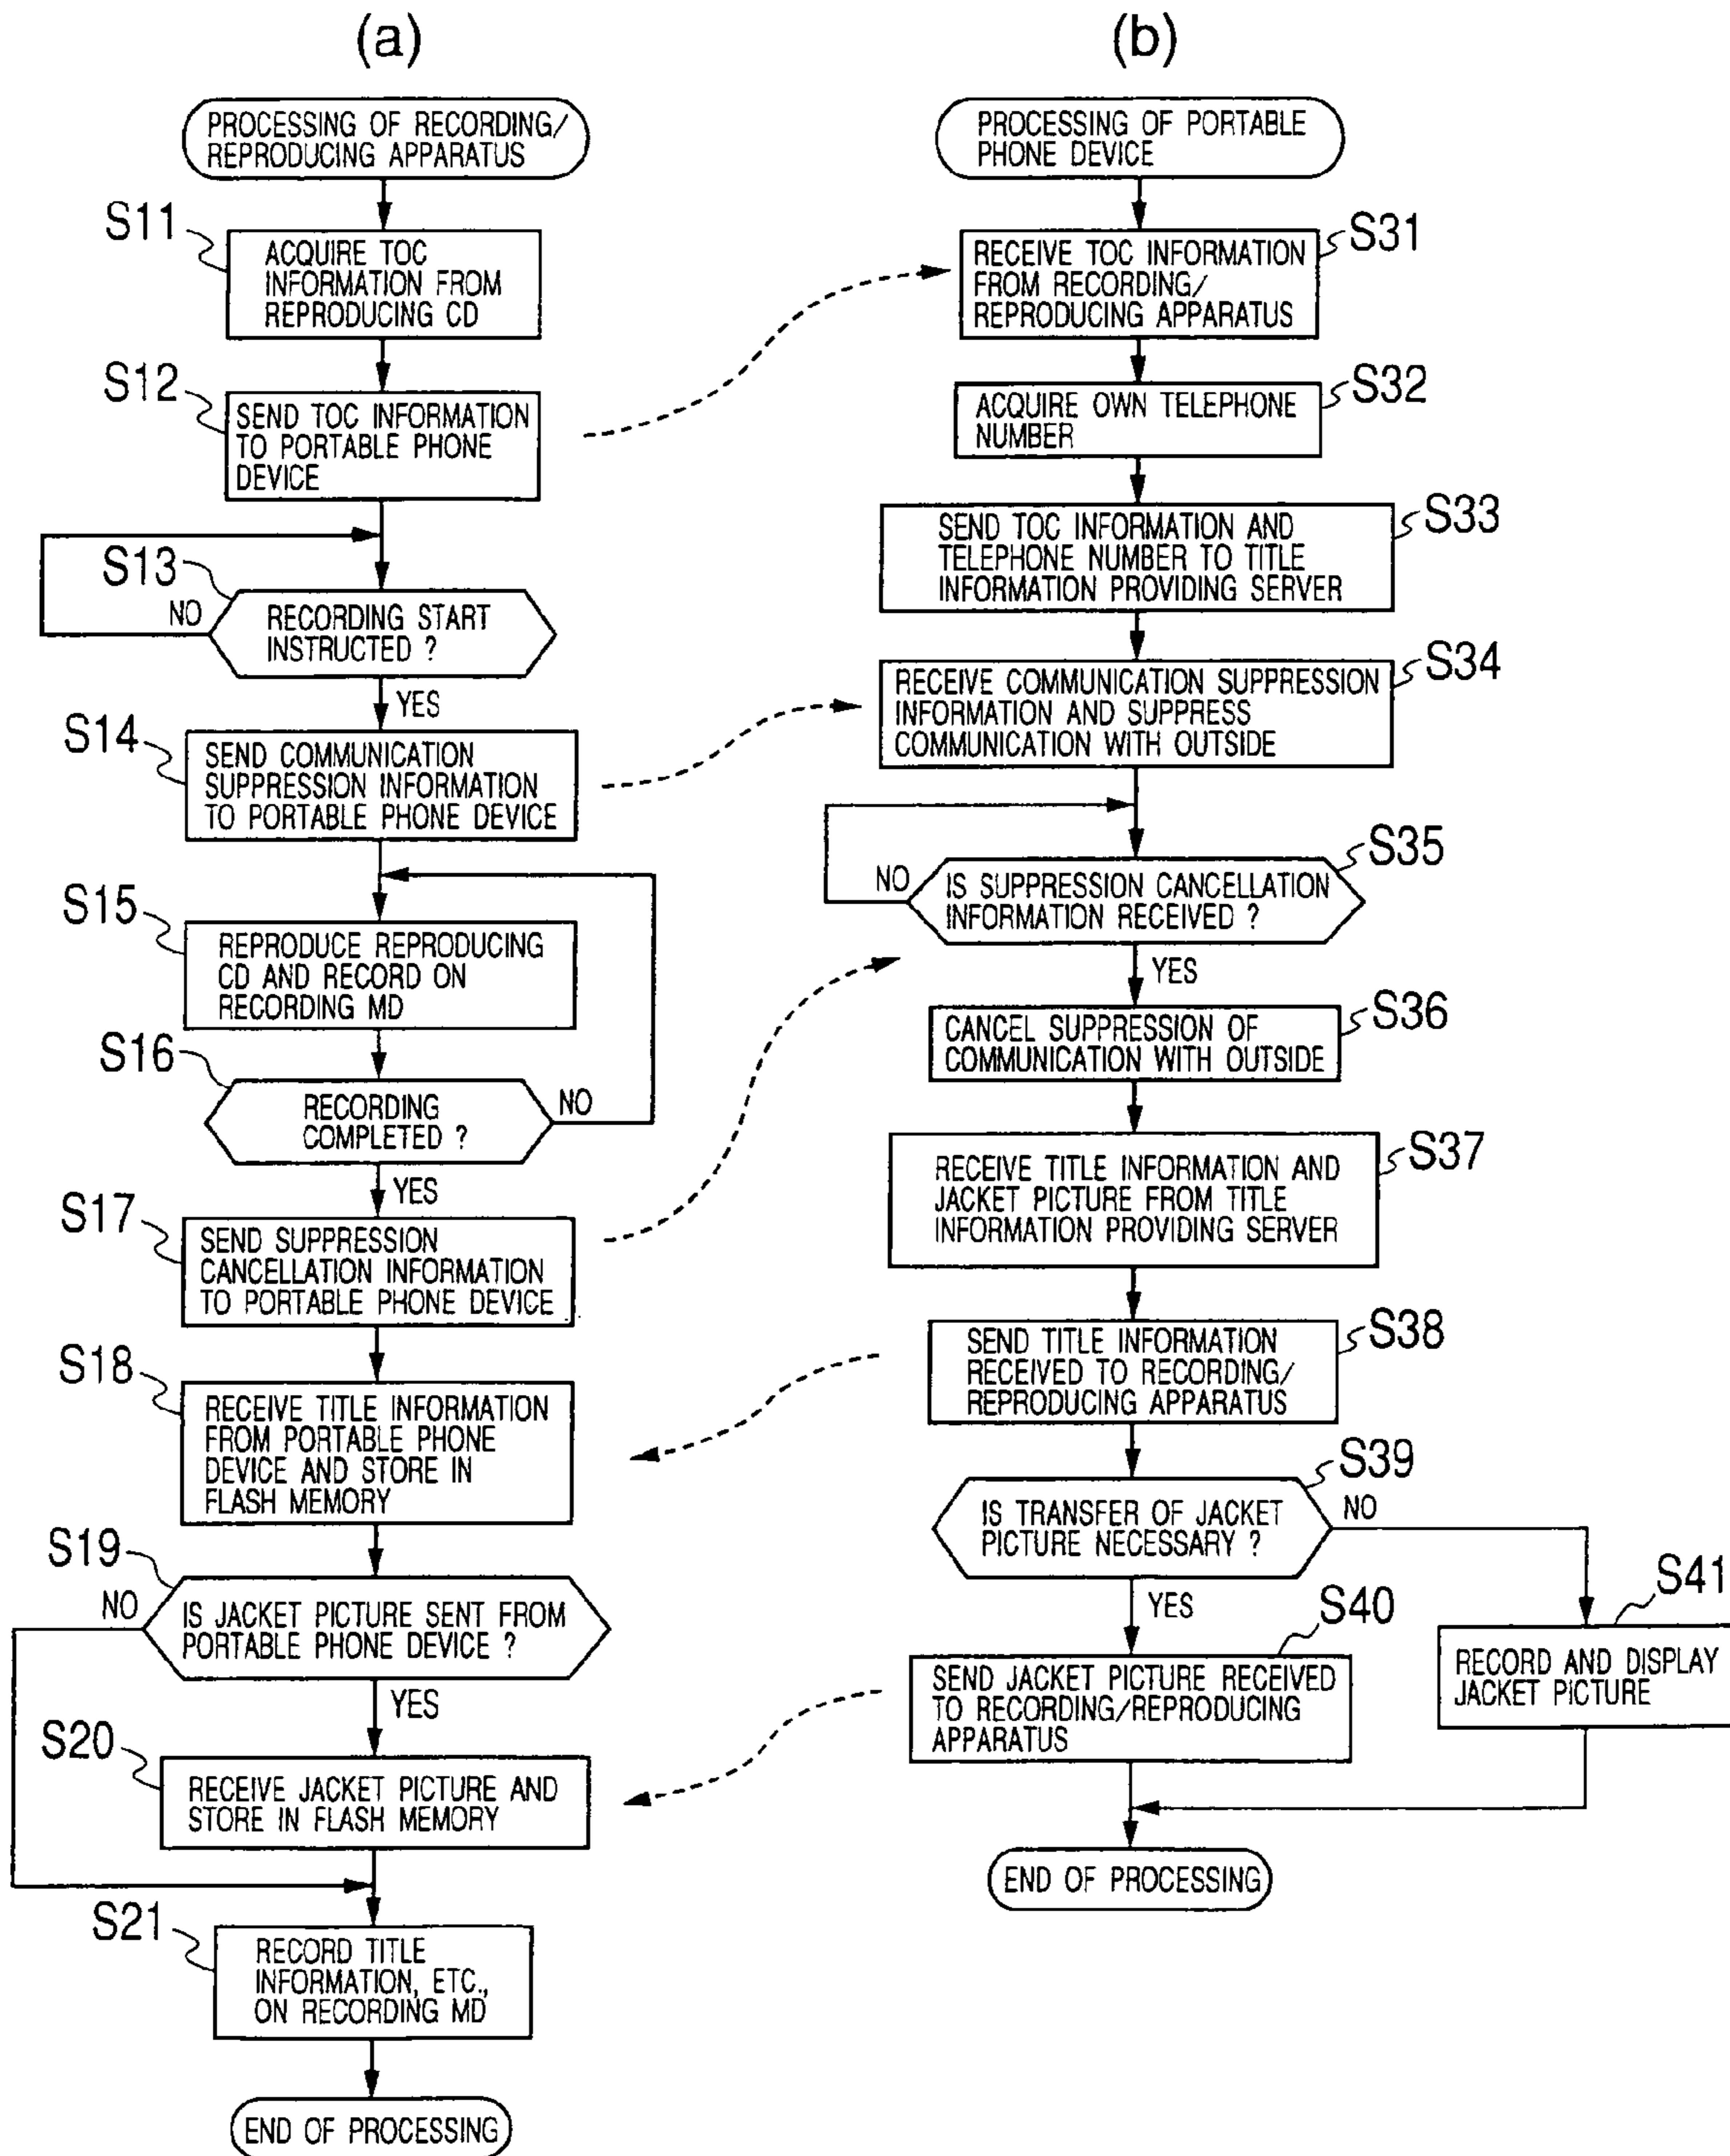 (a)
PROCESSING OF RECORDING/
REPRODUCING APPARATUS
S11
ACQUIRE TOC
INFORMATION FROM
REPRODUCING CD
S12
SEND TOC INFORMATION
TO PORTABLE PHONE
DEVICE
S13
NO
RECORDING START
INSTRUCTED ?
YES
S14
SEND COMMUNICATION
SUPPRESSION INFORMATION
TO PORTABLE PHONE DEVICE
S15
REPRODUCE REPRODUCING
CD AND RECORD ON
RECORDING MD
S16
RECORDING
COMPLETED ?
NO
YES
S17
SEND SUPPRESSION
CANCELLATION INFORMATION
TO PORTABLE PHONE DEVICE
S18
RECEIVE TITLE INFORMATION
FROM PORTABLE PHONE
DEVICE AND STORE IN
FLASH MEMORY
S19
NO
IS JACKET PICTURE SENT FROM
PORTABLE PHONE DEVICE ?
YES
S20
RECEIVE JACKET PICTURE AND
STORE IN FLASH MEMORY
S21
RECORD TITLE
INFORMATION, ETC.,
ON RECORDING MD
END OF PROCESSING
(b)
PROCESSING OF PORTABLE
PHONE DEVICE
S31
RECEIVE TOC INFORMATION
FROM RECORDING/
REPRODUCING APPARATUS
S32
ACQUIRE OWN TELEPHONE
NUMBER
S33
SEND TOC INFORMATION AND
TELEPHONE NUMBER TO TITLE
INFORMATION PROVIDING SERVER
S34
RECEIVE COMMUNICATION SUPPRESSION
INFORMATION AND SUPPRESS
COMMUNICATION WITH OUTSIDE
S35
NO
IS SUPPRESSION CANCELLATION
INFORMATION RECEIVED ?
YES
S36
CANCEL SUPPRESSION OF
COMMUNICATION WITH OUTSIDE
S37
RECEIVE TITLE INFORMATION AND
JACKET PICTURE FROM TITLE
INFORMATION PROVIDING SERVER
S38
SEND TITLE INFORMATION
RECEIVED TO RECORDING/
REPRODUCING APPARATUS
S39
IS TRANSFER OF JACKET
PICTURE NECESSARY ?
NO
YES
S40
SEND JACKET PICTURE RECEIVED
TO RECORDING/REPRODUCING
APPARATUS
S41
RECORD AND DISPLAY
JACKET PICTURE
END OF PROCESSING